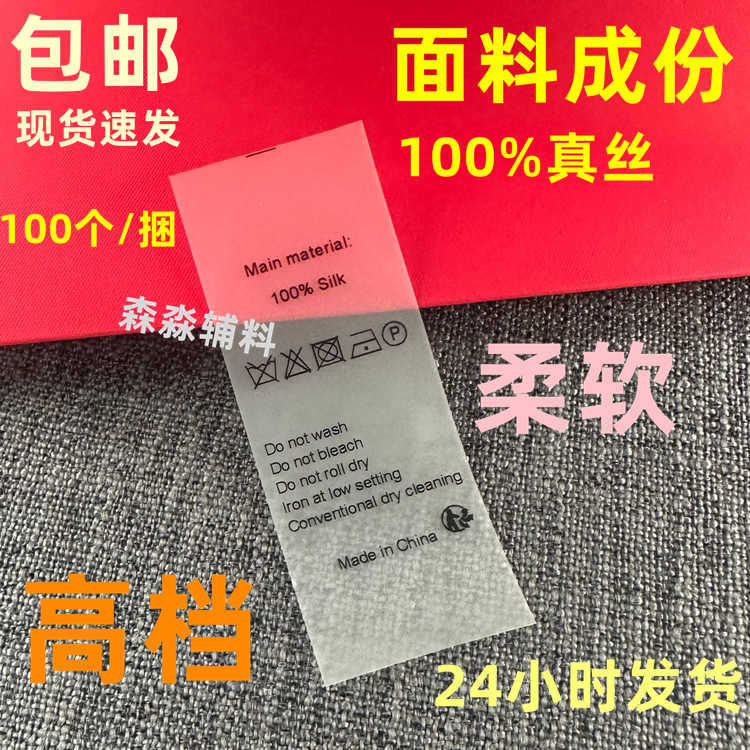 包邮
现货速发
面料成份
100%真丝
100个/捆
森淼辅料
Main material:
100% Silk
P
柔软
Do not wash
Do not bleach
Do not roll dry
Iron at low setting
Conventional dry cleaning
Made in China
高档
24小时发货